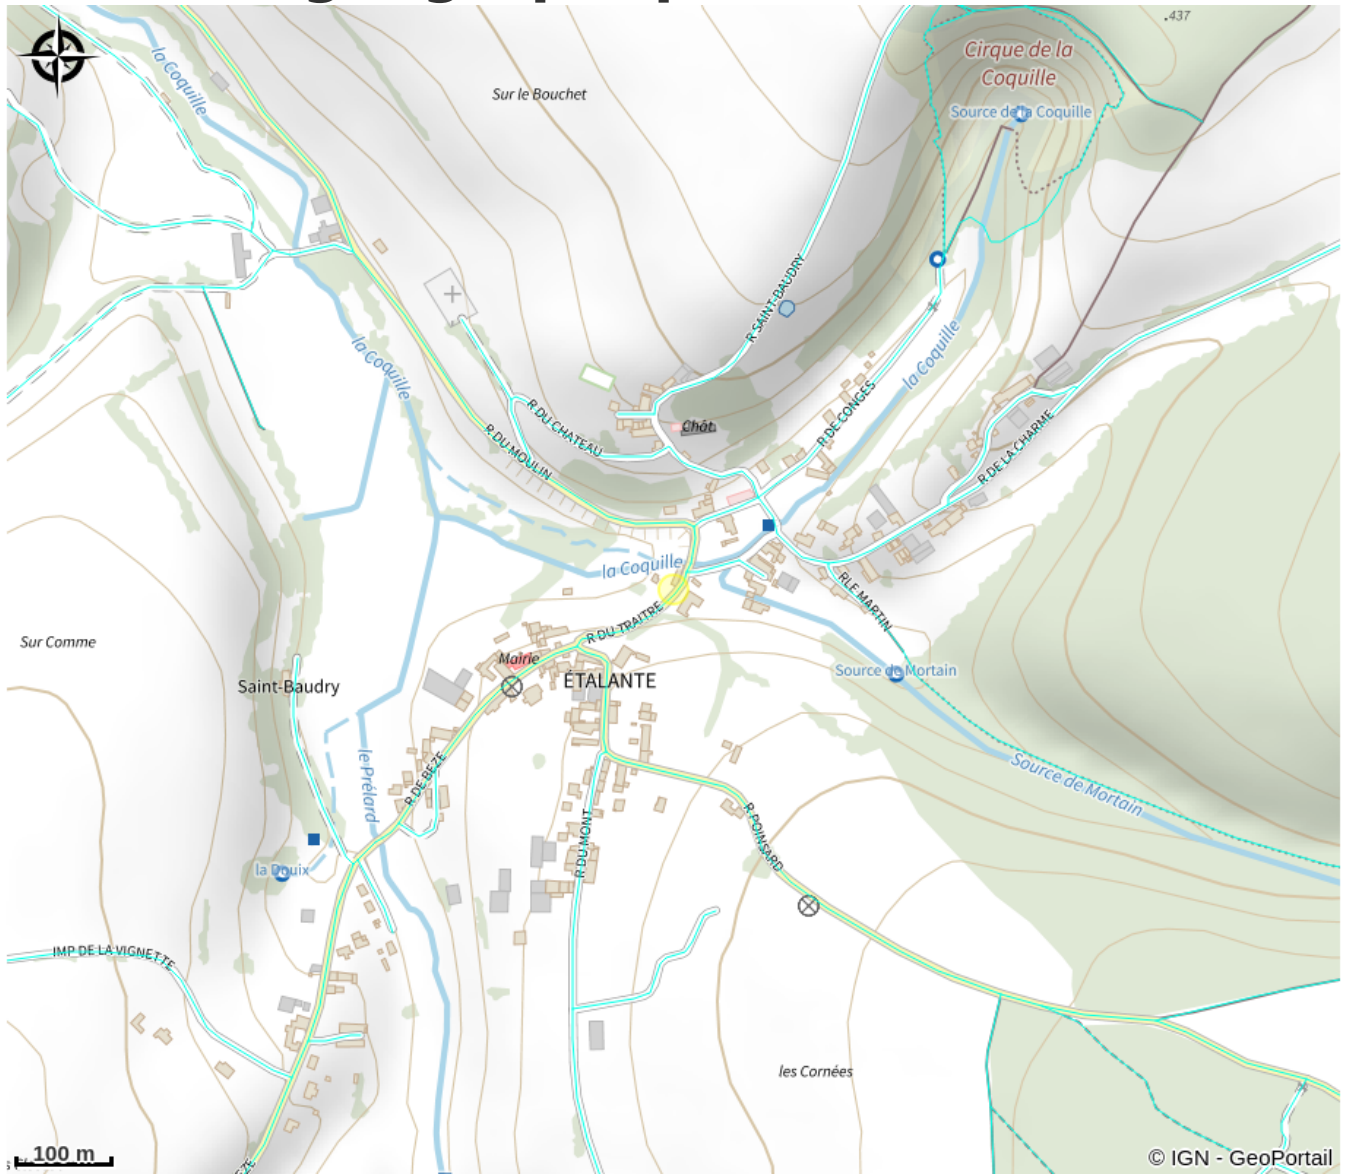 la Coquille
Sur le Bouchet
.437
Cirque de la
Coquille
Source de la Coquille
R SAINT-BAUDRY
la Coquille
la Coquille
R DU CHATEAU
R DU MOULIN
Chât
R DE CONGES
R DE LA CHARME
la Coquille
RLE MARTIN
R DU TRAITRE
Sur Comme
Mairie
ÉTALANTE
Saint-Baudry
Source de Mortain
Source de Mortain
le Prélard
R DE BEZE
R DU MONT
R POINSARD
la Douix
IMP DE LA VIGNETTE
les Cornées
100 m
© IGN - GeoPortail